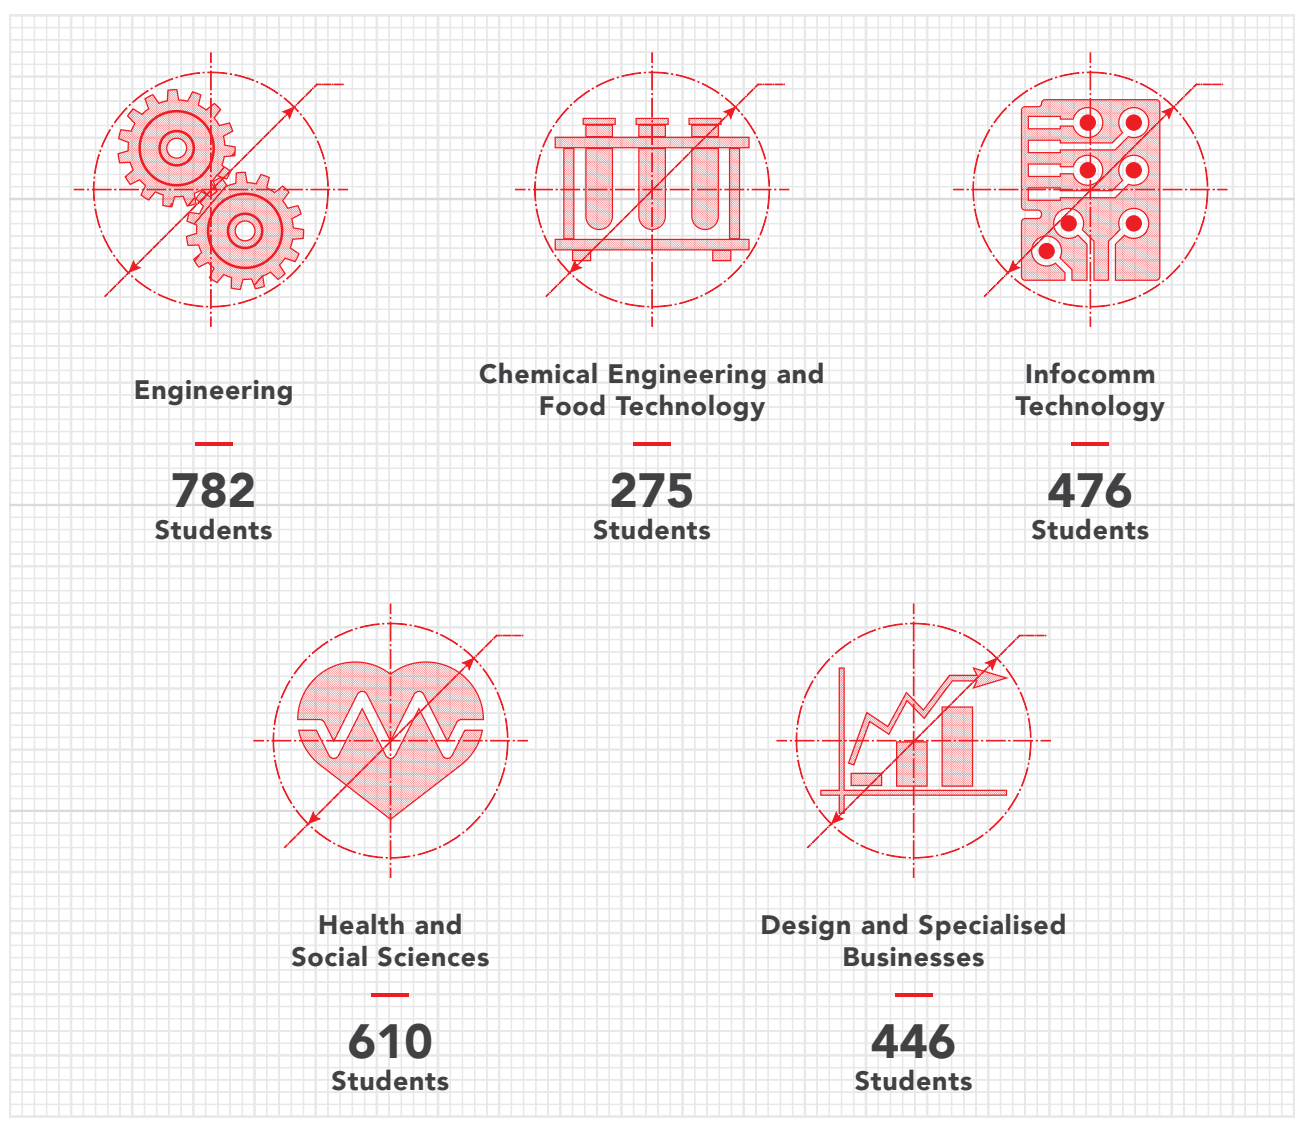 Engineering
782
Students
Chemical Engineering and
Food Technology
275
Students
Infocomm
Technology
476
Students
Health and
Social Sciences
610
Students
Design and Specialised
Businesses
446
Students